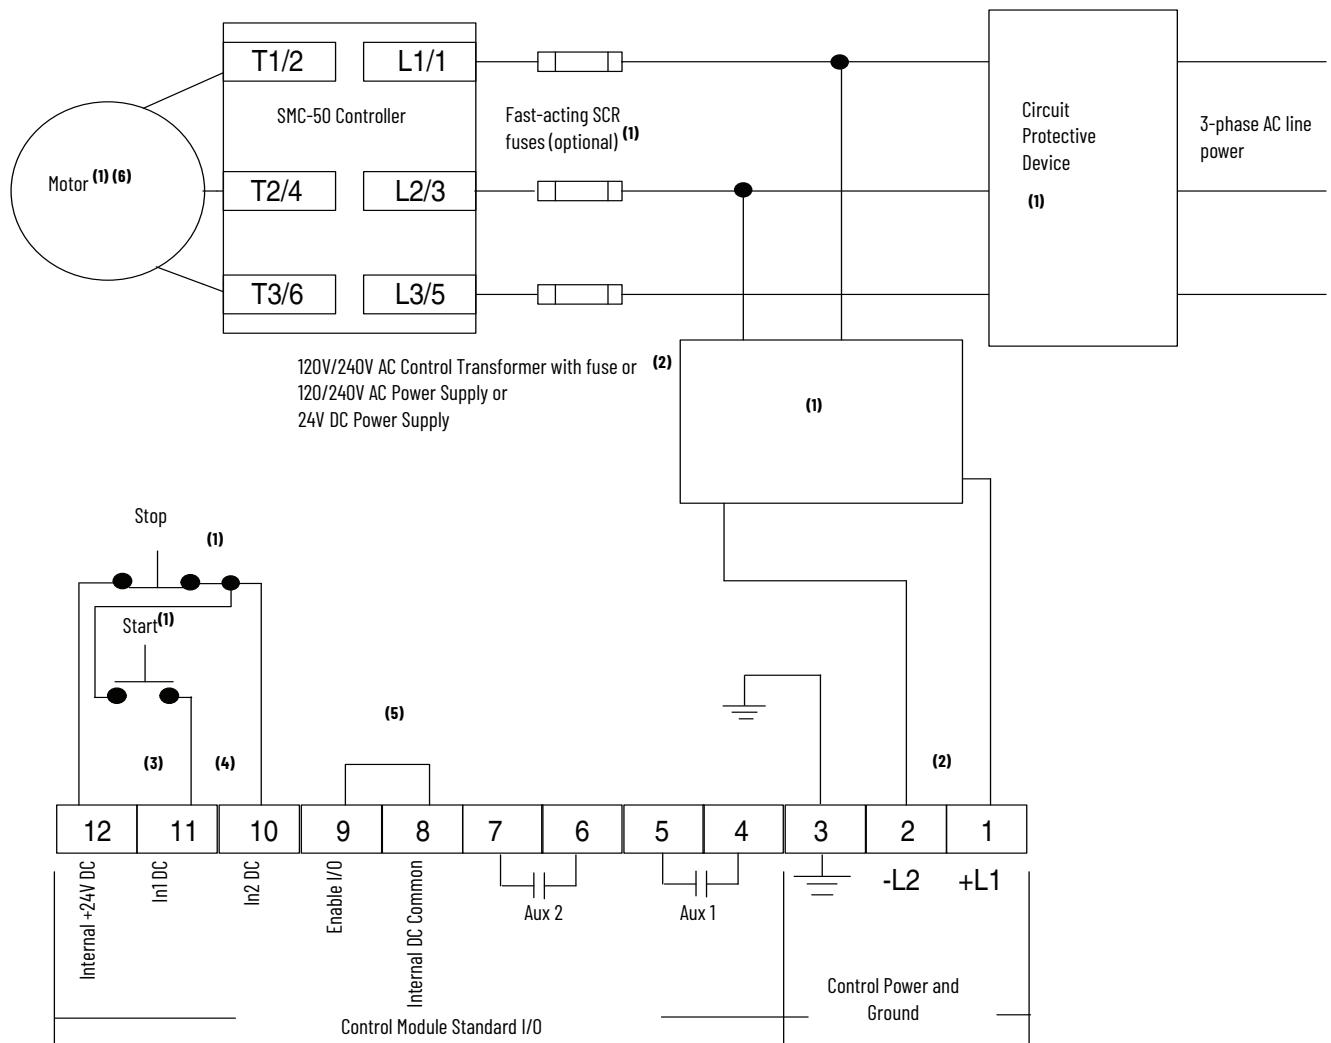 T1/2
L1/1
SMC-50 Controller
Fast-acting SCR
fuses (optional) (1)
Circuit
Protective
Device
(1)
3-phase AC line
power
Motor (1) (6)
T2/4
L2/3
T3/6
L3/5
120V/240V AC Control Transformer with fuse or (2)
120/240V AC Power Supply or
24V DC Power Supply
(1)
Stop
(1)
Start (1)
(5)
(3)
(4)
(2)
12
11
10
9
8
7
6
5
4
3
2
1
Internal +24V DC
In1 DC
In2 DC
Enable I/O
Internal DC Common
Aux 2
Aux 1
-L2
+L1
Control Power and
Ground
Control Module Standard I/O